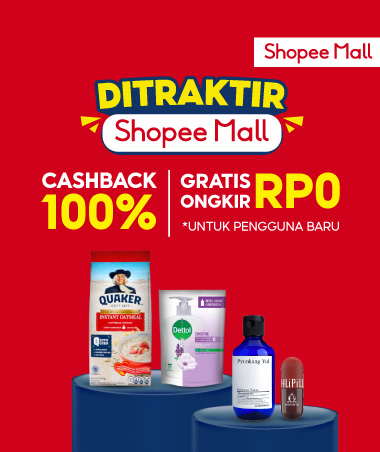 Shopee Mall
DITRAKTIR
Shopee Mall
CASHBACK
100%
GRATIS
ONGKIR
RP0
*UNTUK PENGGUNA BARU
QUAKER
INSTANT OATMEAL
Dettol
SENSITIVE
Pyunkang Yul